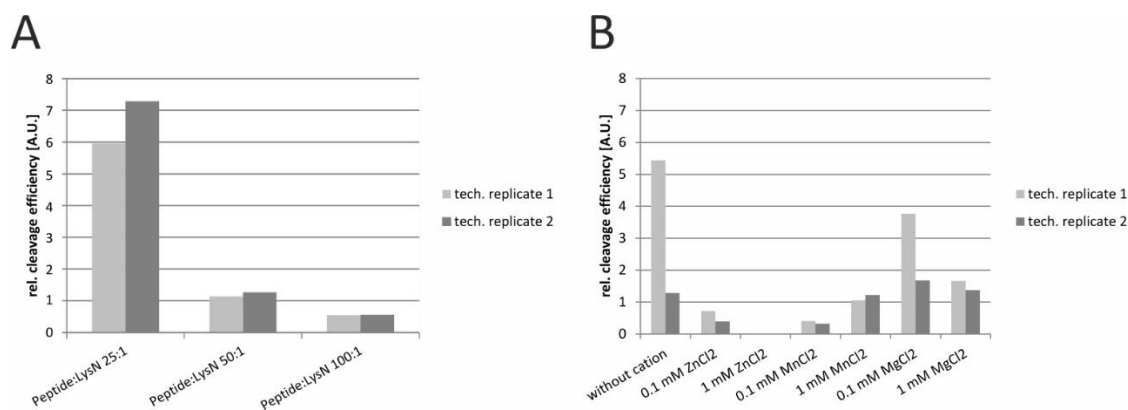 A
rel. cleavage efficiency [A.U.]
8
7
6
5
4
3
2
1
0
Peptide:LysN 25:1
Peptide:LysN 50:1
Peptide:LysN 100:1
tech. replicate 1
tech. replicate 2
B
rel. cleavage efficiency [A.U.]
8
7
6
5
4
3
2
1
0
without cation
0.1 mM ZnCl2
1 mM ZnCl2
0.1 mM MnCl2
1 mM MnCl2
0.1 mM MgCl2
1 mM MgCl2
tech. replicate 1
tech. replicate 2